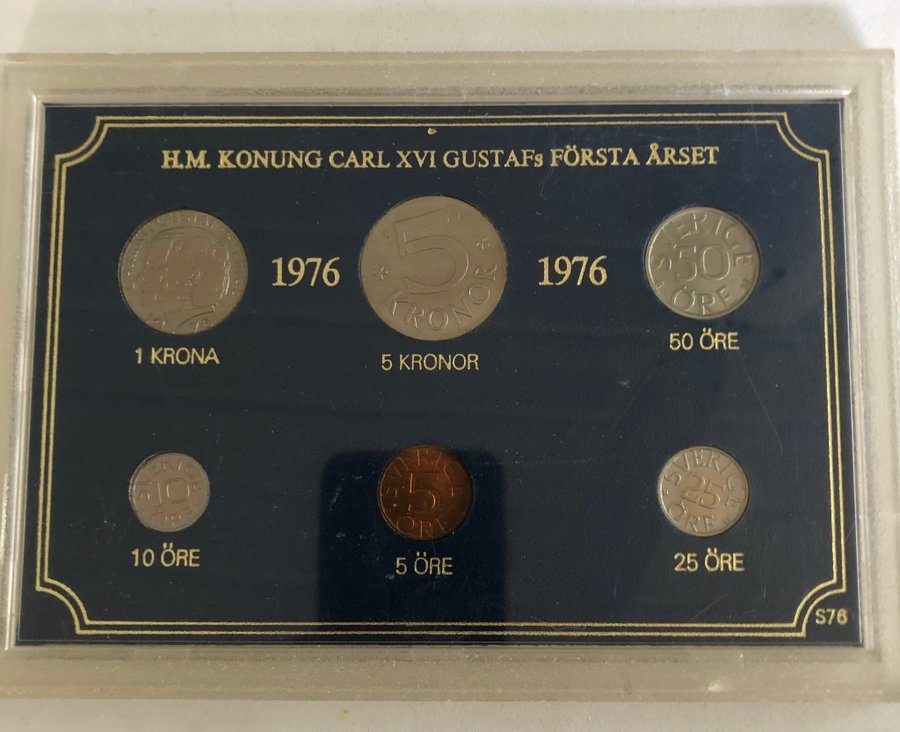 H.M. KONUNG CARL XVI GUSTAFs FÖRSTA ÅRSET
1976
5
KRONOR
1976
SVERIGE
50
ÖRE
1 KRONA
5 KRONOR
50 ÖRE
SVERIGE
10
SVERIGE
5
ÖRE
SVERIGE
25
ÖRE
10 ÖRE
5 ÖRE
25 ÖRE
S76